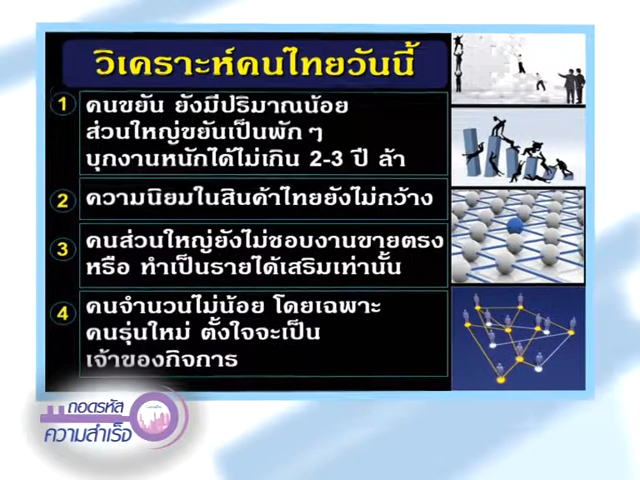 วิเคราะห์คนไทยวันนี้
1 คนขยัน ยังมีปริมาณน้อย
ส่วนใหญ่ขยันเป็นพัก ๆ
บุกงานหนักได้ไม่เกิน 2-3 ปี ล้า
2 ความนิยมในสินค้าไทยยังไม่กว้าง
3 คนส่วนใหญ่ยังไม่ชอบงานขายตรง
หรือ ทำเป็นรายได้เสริมเท่านั้น
4 คนจำนวนไม่น้อย โดยเฉพาะ
คนรุ่นใหม่ ตั้งใจจะเป็น
เจ้าของกิจการ
ถอดรหัส
ความสำเร็จ